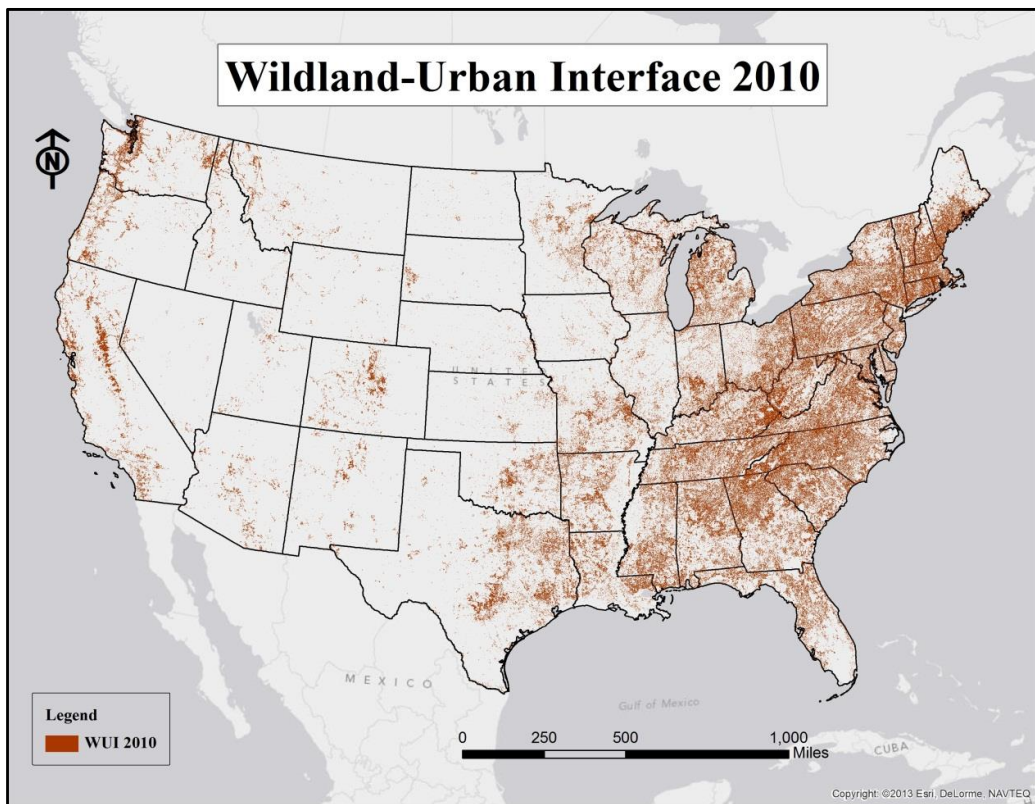 Wildland-Urban Interface 2010
N
UNITED
STATES
MEXICO
Gulf of Mexico
CUBA
Legend
WUI 2010
0 250 500 1,000
Miles
Copyright: ©2013 Esri, DeLorme, NAVTEQ